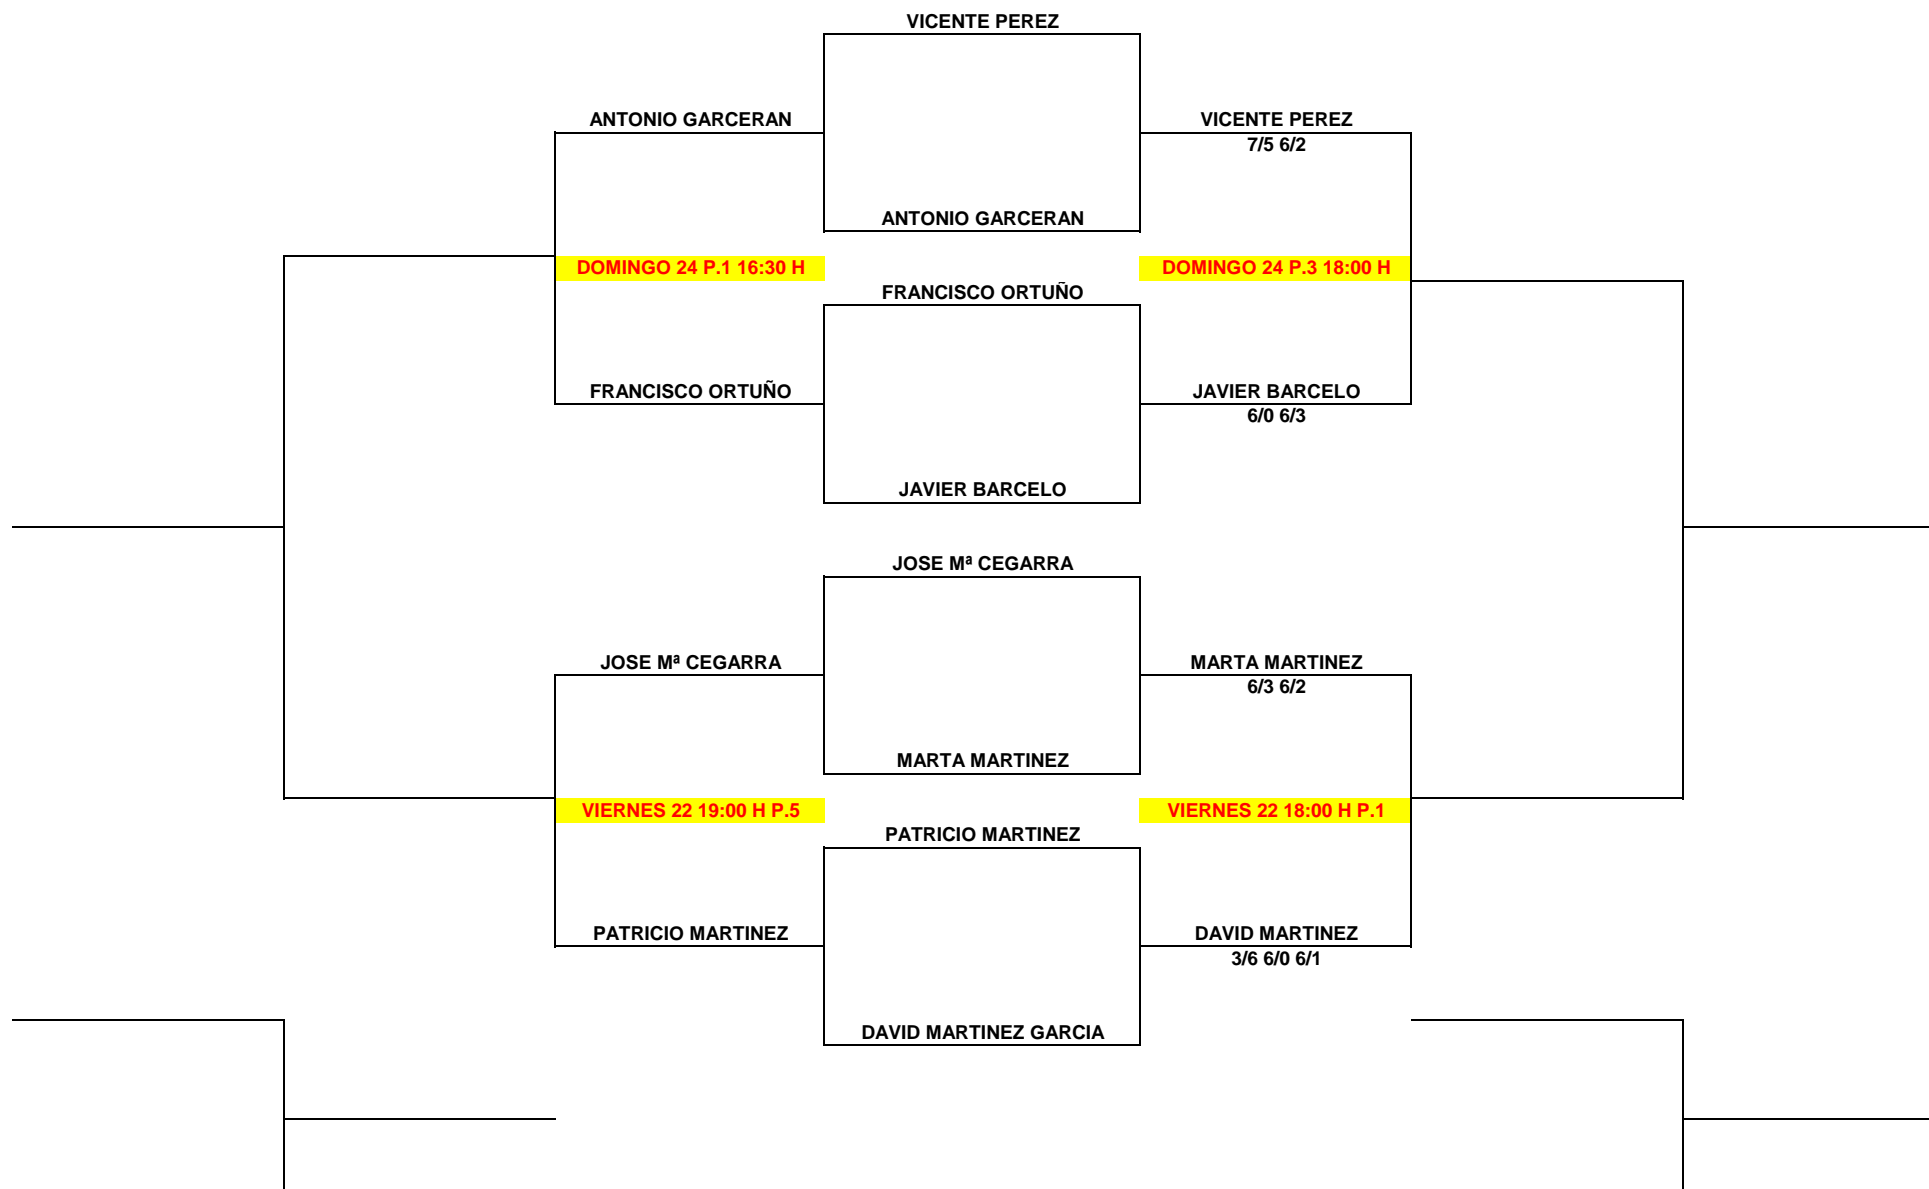 VICENTE PEREZ
ANTONIO GARCERAN
VICENTE PEREZ
7/5 6/2
ANTONIO GARCERAN
DOMINGO 24 P.1 16:30 H
DOMINGO 24 P.3 18:00 H
FRANCISCO ORTUÑO
FRANCISCO ORTUÑO
JAVIER BARCELO
6/0 6/3
JAVIER BARCELO
JOSE Mª CEGARRA
JOSE Mª CEGARRA
MARTA MARTINEZ
6/3 6/2
MARTA MARTINEZ
VIERNES 22 19:00 H P.5
VIERNES 22 18:00 H P.1
PATRICIO MARTINEZ
PATRICIO MARTINEZ
DAVID MARTINEZ
3/6 6/0 6/1
DAVID MARTINEZ GARCIA